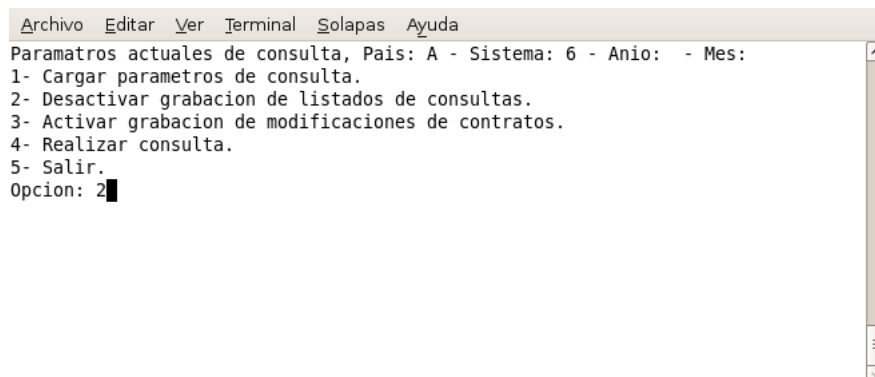 Archivo Editar Ver Terminal Solapas Ayuda
Paramatros actuales de consulta, Pais: A - Sistema: 6 - Anio:  - Mes:
1- Cargar parametros de consulta.
2- Desactivar grabacion de listados de consultas.
3- Activar grabacion de modificaciones de contratos.
4- Realizar consulta.
5- Salir.
Opcion: 2